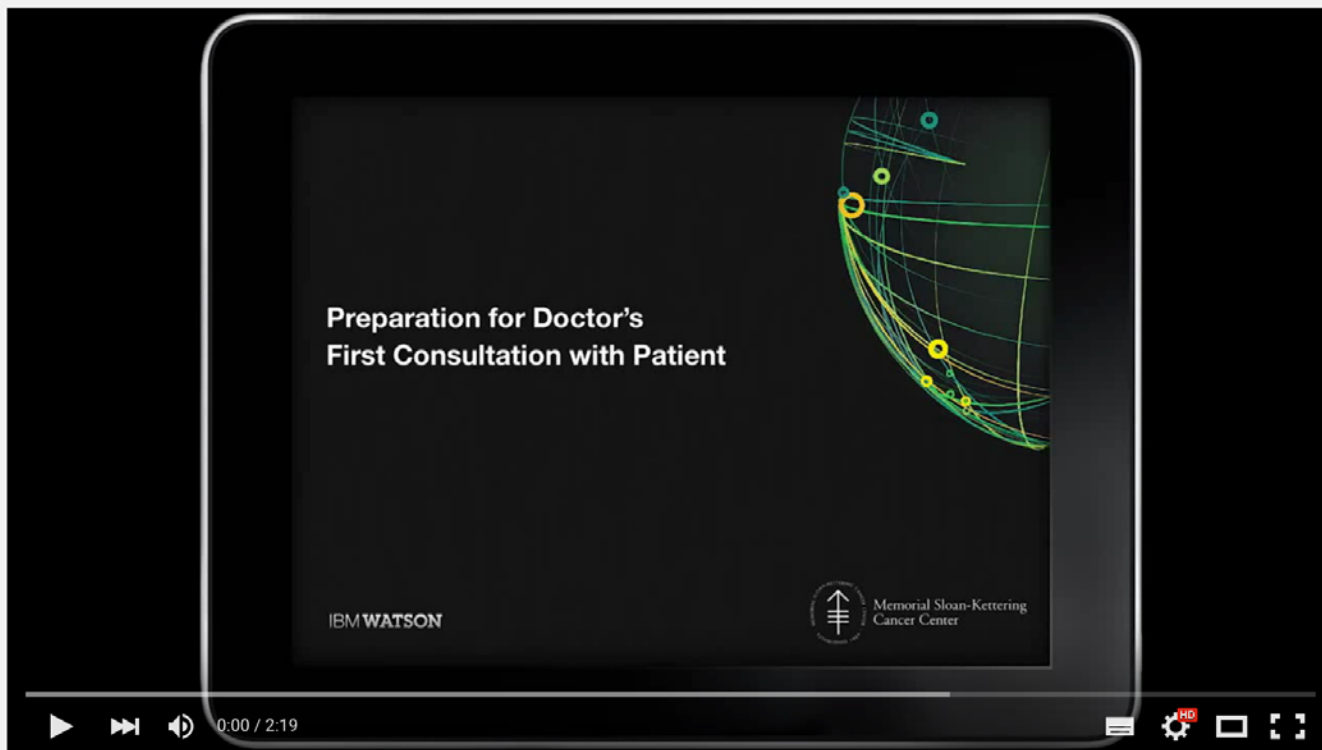 Preparation for Doctor's
First Consultation with Patient
IBM WATSON
Memorial Sloan-Kettering
Cancer Center
0:00 / 2:19
HD